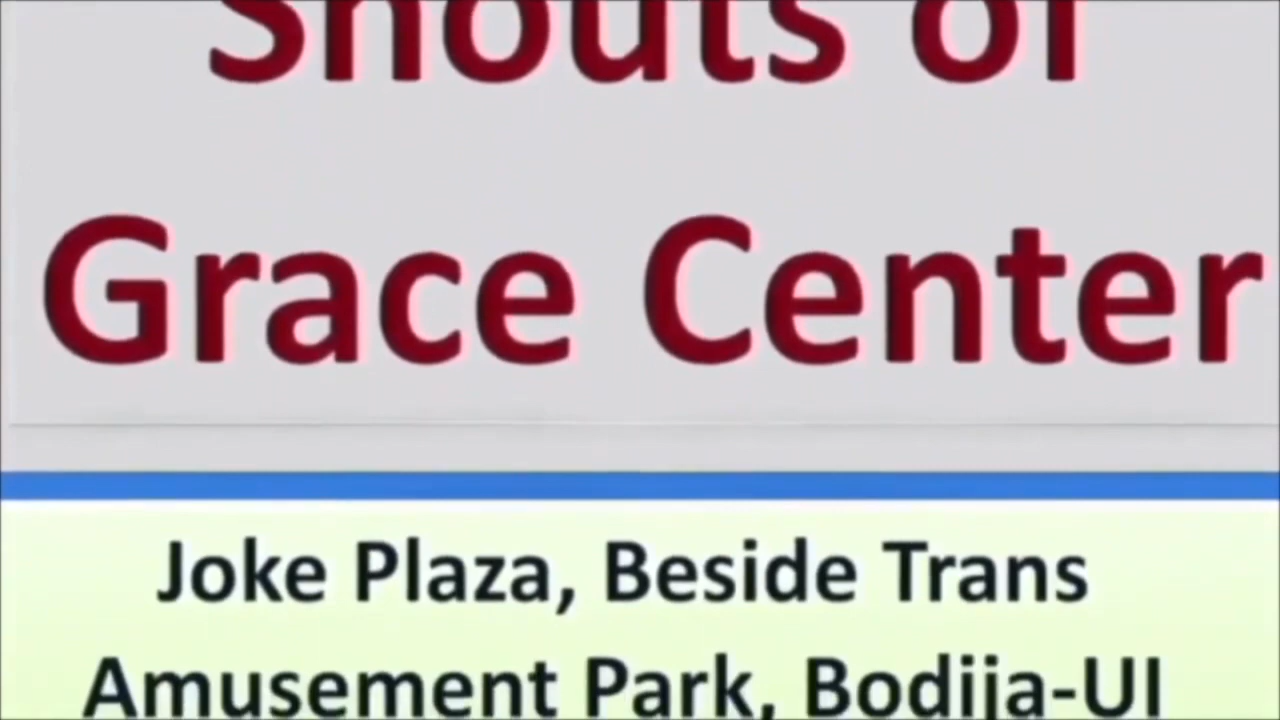 Shouts of
Grace Center
Joke Plaza, Beside Trans
Amusement Park, Bodija-UI